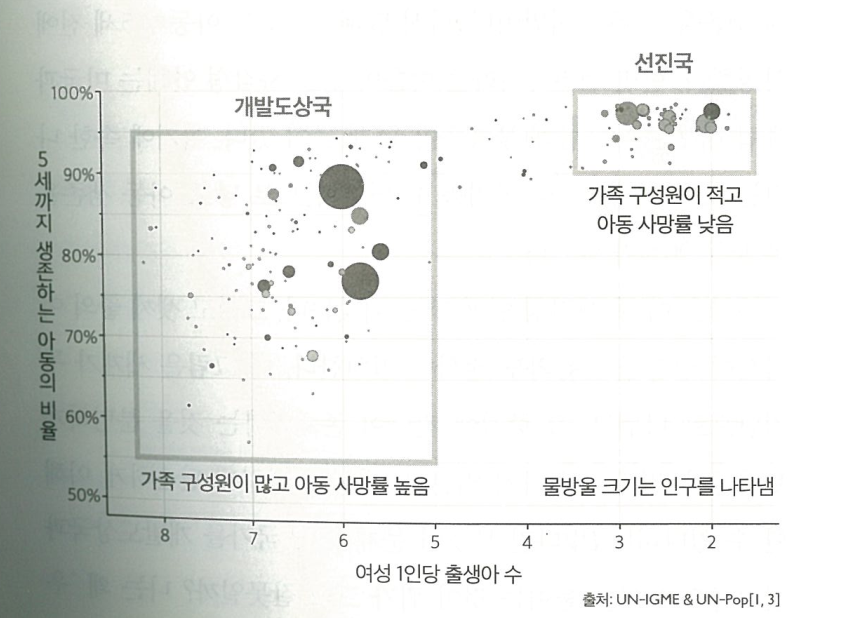 선진국
개발도상국
100%
90%
80%
70%
60%
50%
5세까지 생존하는 아동의 비율
가족 구성원이 적고
아동 사망률 낮음
가족 구성원이 많고 아동 사망률 높음
물방울 크기는 인구를 나타냄
8 7 6 5 4 3 2
여성 1인당 출생아 수
출처: UN-IGME & UN-Pop[1, 3]